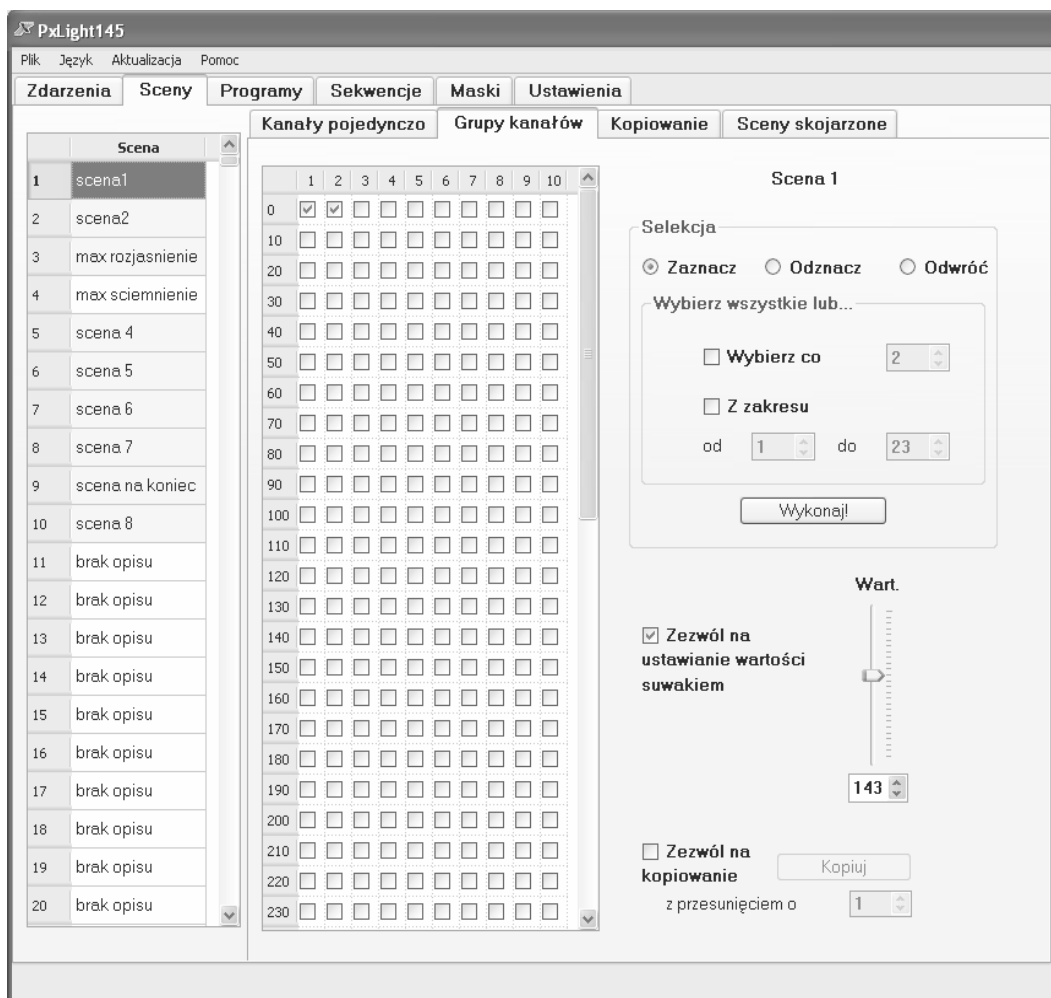 PxLight145
Plik Język Aktualizacja Pomoc
Zdarzenia Sceny Programy Sekwencje Maski Ustawienia
Kanały pojedynczo Grupy kanałów Kopiowanie Sceny skojarzone
Scena
1 scena1
2 scena2
3 max rozjasnienie
4 max sciemnienie
5 scena 4
6 scena 5
7 scena 6
8 scena 7
9 scena na koniec
10 scena 8
11 brak opisu
12 brak opisu
13 brak opisu
14 brak opisu
15 brak opisu
16 brak opisu
17 brak opisu
18 brak opisu
19 brak opisu
20 brak opisu
1 2 3 4 5 6 7 8 9 10
0
10
20
30
40
50
60
70
80
90
100
110
120
130
140
150
160
170
180
190
200
210
220
230
Scena 1
Selekcja
Zaznacz Odznacz Odwróć
Wybierz wszystkie lub...
Wybierz co 2
Z zakresu
od 1 do 23
Wykonaj!
Wart.
Zezwól na
ustawianie wartości
suwakiem
143
Zezwól na
kopiowanie
Kopiuj
z przesunięciem o 1